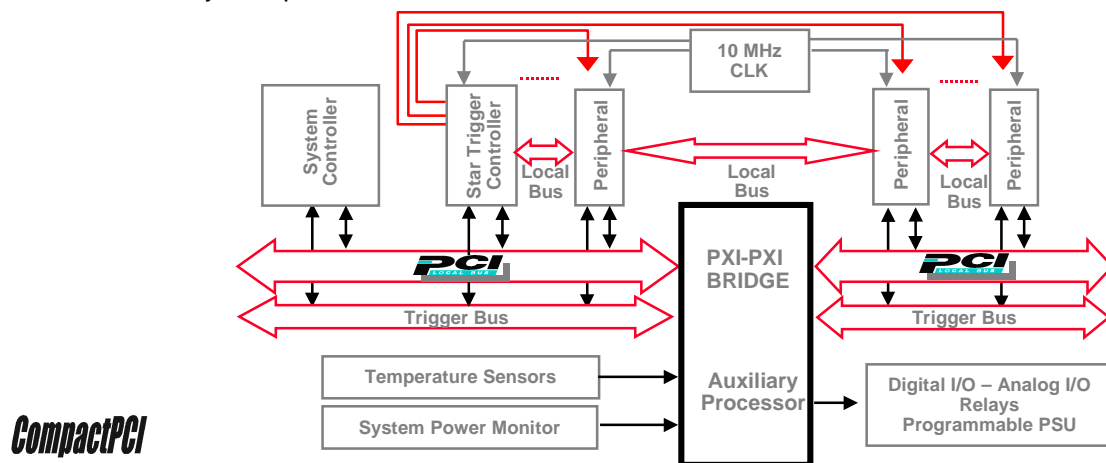 10 MHz
CLK
System
Controller
Star Trigger
Controller
Peripheral
Peripheral
Peripheral
Local
Bus
Local
Bus
Local
Bus
PCI
LOCAL BUS
PXI-PXI
BRIDGE
PCI
LOCAL BUS
Trigger Bus
Trigger Bus
Temperature Sensors
System Power Monitor
Auxiliary
Processor
Digital I/O – Analog I/O
Relays
Programmable PSU
CompactPCI